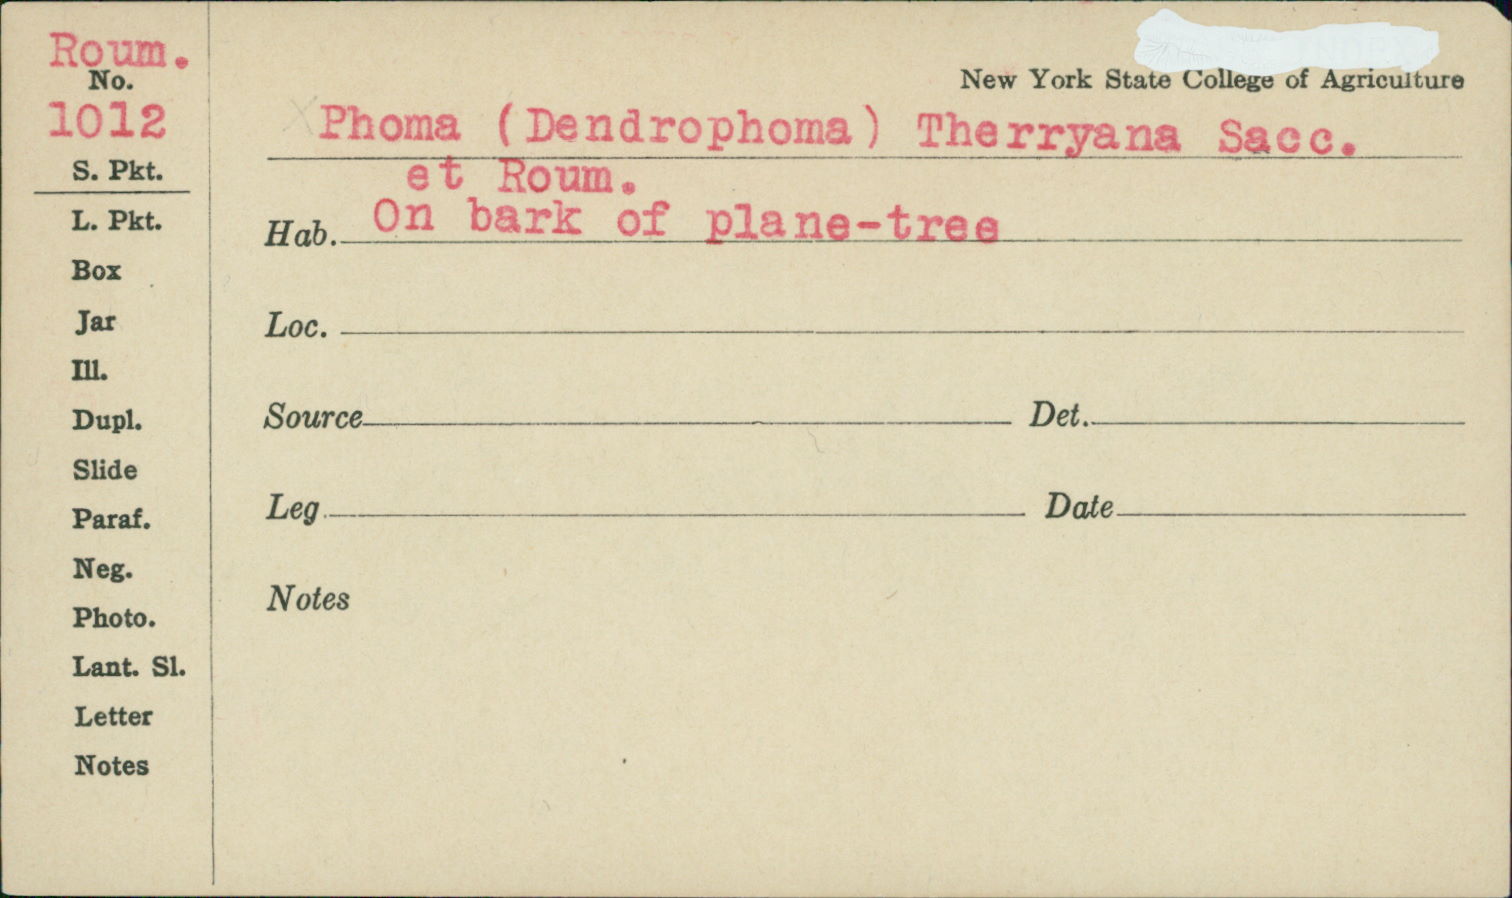 Roum.
No.
1012
S. Pkt.
L. Pkt.
Box
Jar
Ill.
Dupl.
Slide
Paraf.
Neg.
Photo.
Lant. Sl.
Letter
Notes
New York State College of Agriculture
Phoma (Dendrophoma) Therryana Sacc.
et Roum.
Hab. On bark of plane-tree
Loc.
Source Det.
Leg Date
Notes